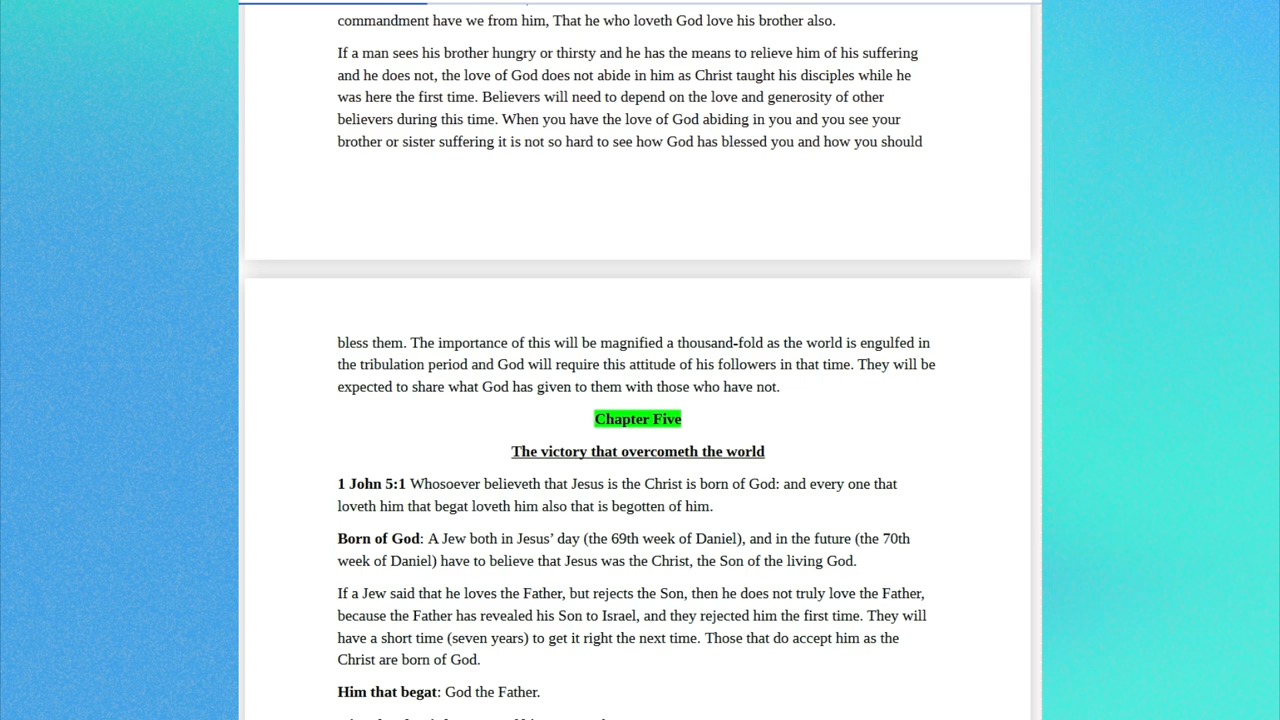 commandment have we from him, That he who loveth God love his brother also.
If a man sees his brother hungry or thirsty and he has the means to relieve him of his suffering
and he does not, the love of God does not abide in him as Christ taught his disciples while he
was here the first time. Believers will need to depend on the love and generosity of other
believers during this time. When you have the love of God abiding in you and you see your
brother or sister suffering it is not so hard to see how God has blessed you and how you should
bless them. The importance of this will be magnified a thousand-fold as the world is engulfed in
the tribulation period and God will require this attitude of his followers in that time. They will be
expected to share what God has given to them with those who have not.
Chapter Five
The victory that overcometh the world
1 John 5:1 Whosoever believeth that Jesus is the Christ is born of God: and every one that
loveth him that begat loveth him also that is begotten of him.
Born of God: A Jew both in Jesus’ day (the 69th week of Daniel), and in the future (the 70th
week of Daniel) have to believe that Jesus was the Christ, the Son of the living God.
If a Jew said that he loves the Father, but rejects the Son, then he does not truly love the Father,
because the Father has revealed his Son to Israel, and they rejected him the first time. They will
have a short time (seven years) to get it right the next time. Those that do accept him as the
Christ are born of God.
Him that begat: God the Father.